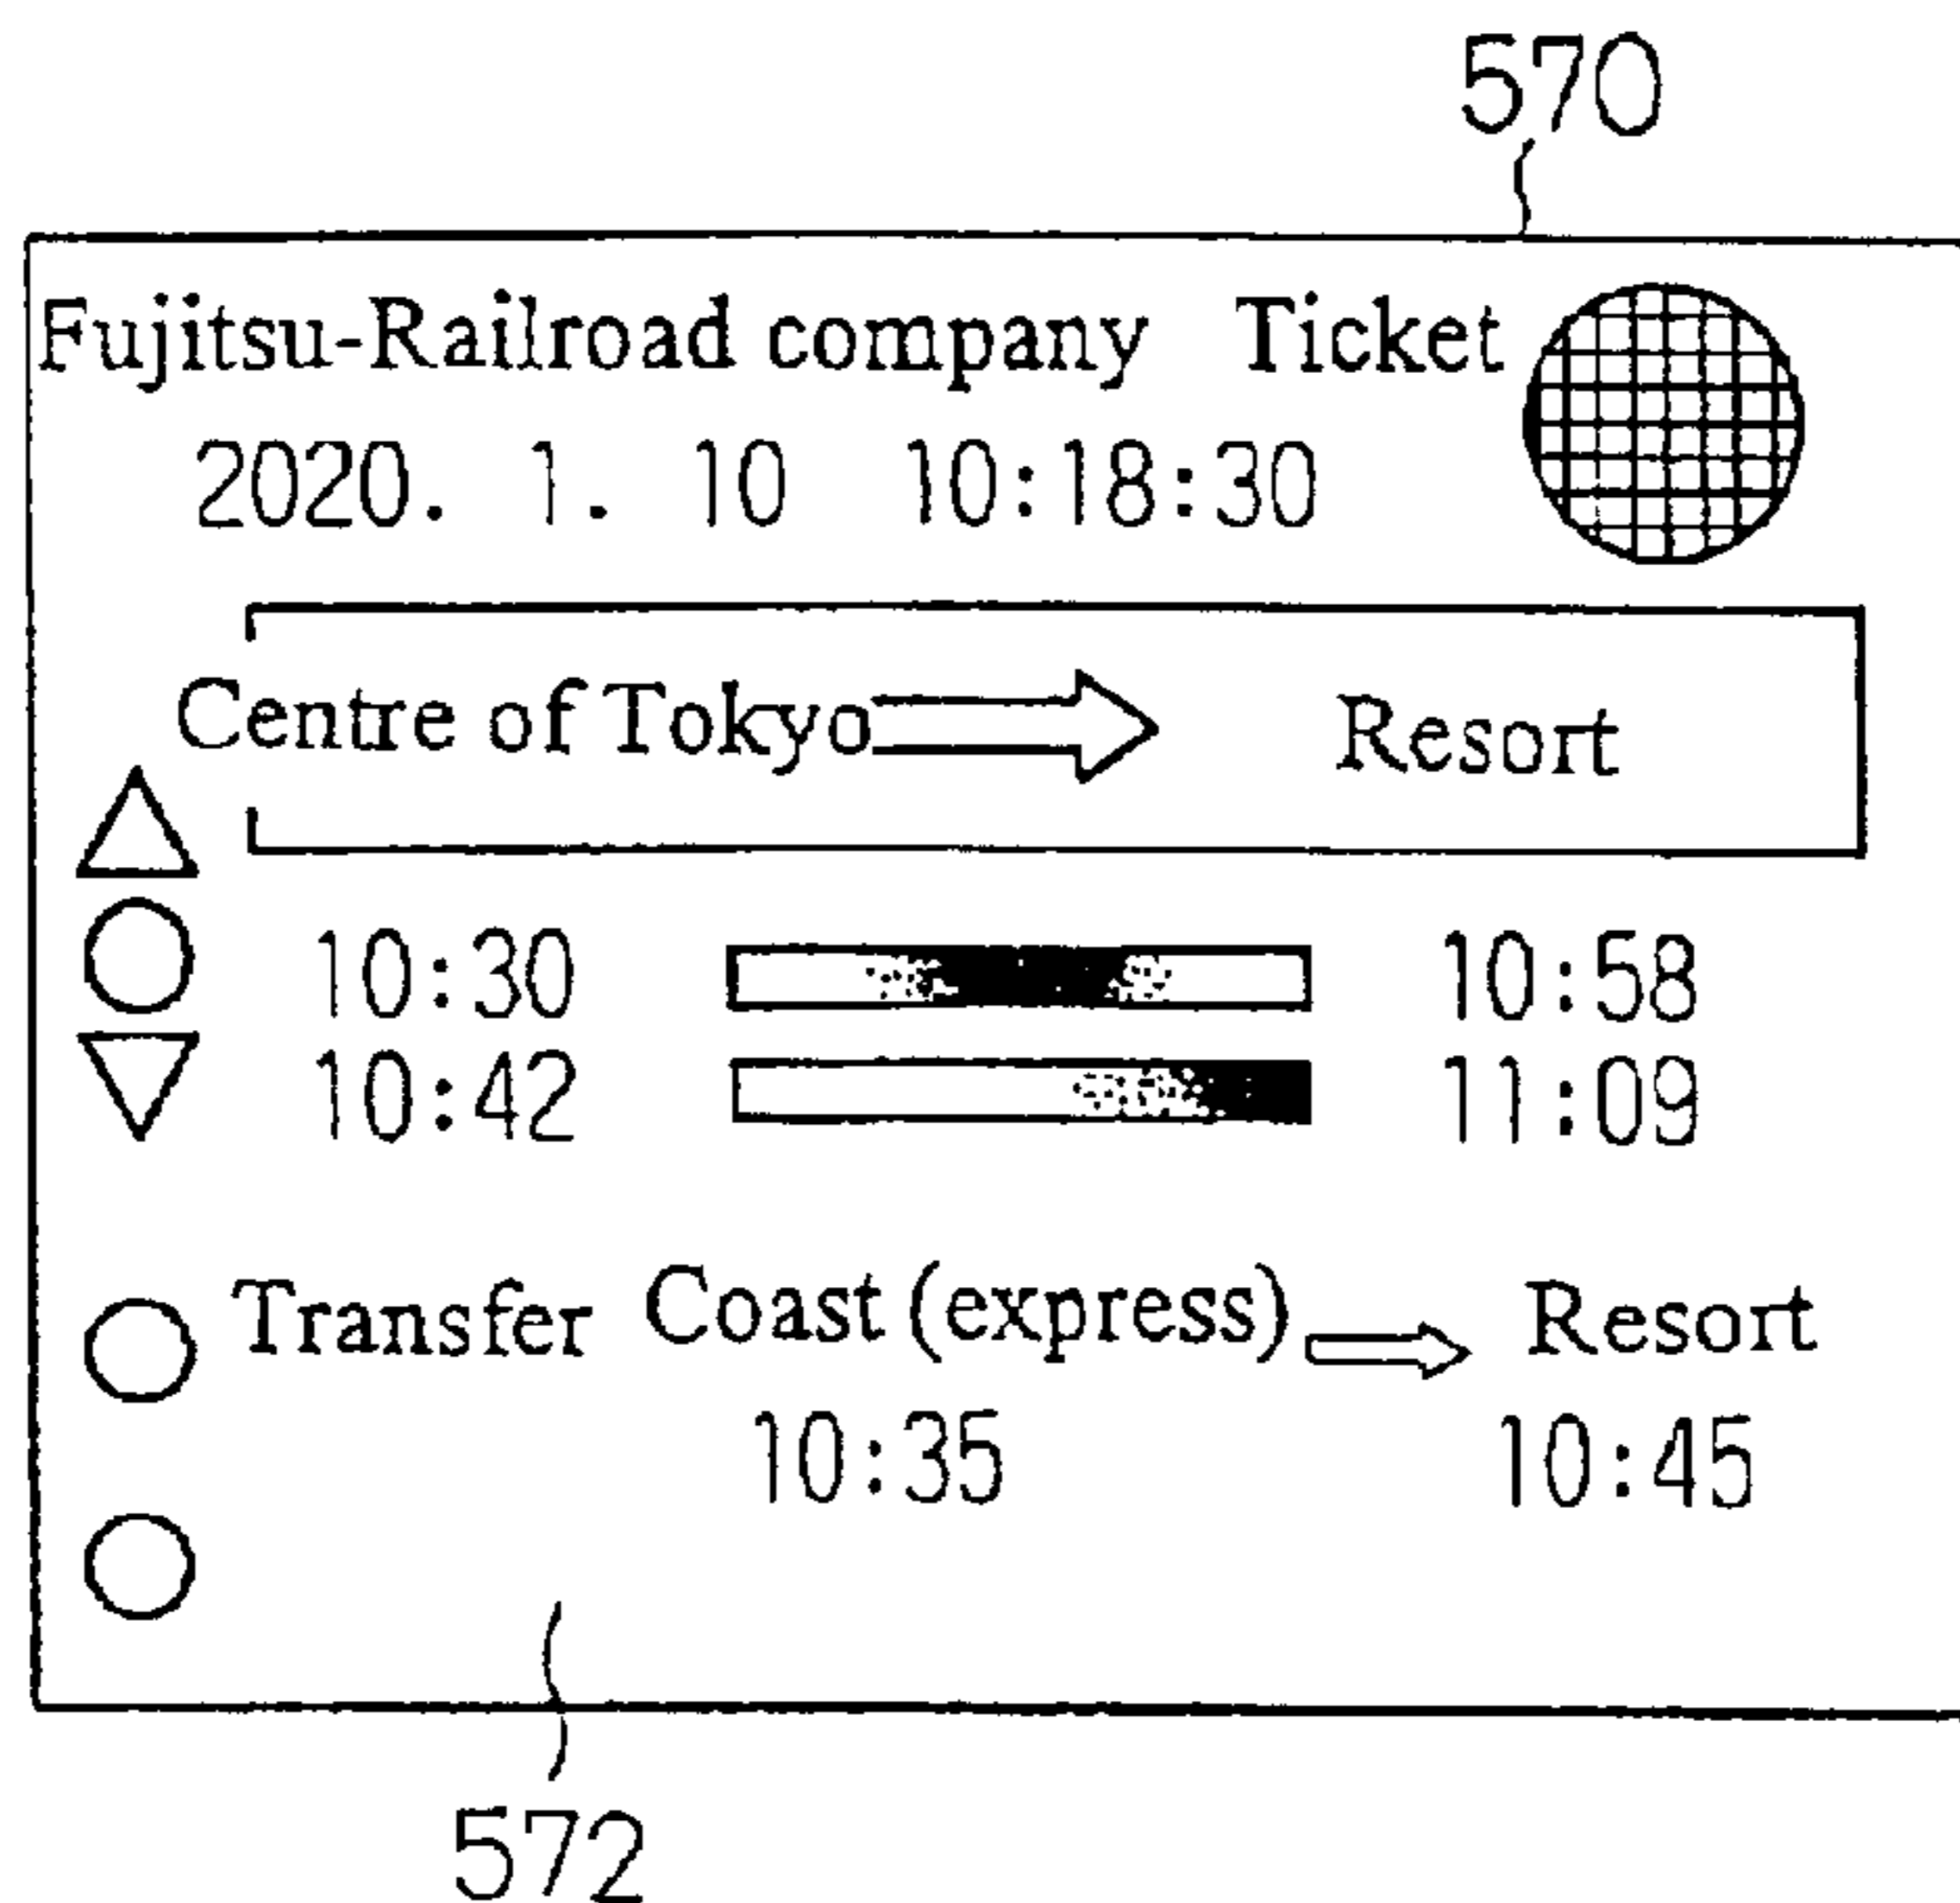 570
Fujitsu-Railroad company Ticket
2020. 1. 10 10:18:30
Centre of Tokyo Resort
10:30 10:58
10:42 11:09
Transfer Coast (express) Resort
10:35 10:45
572